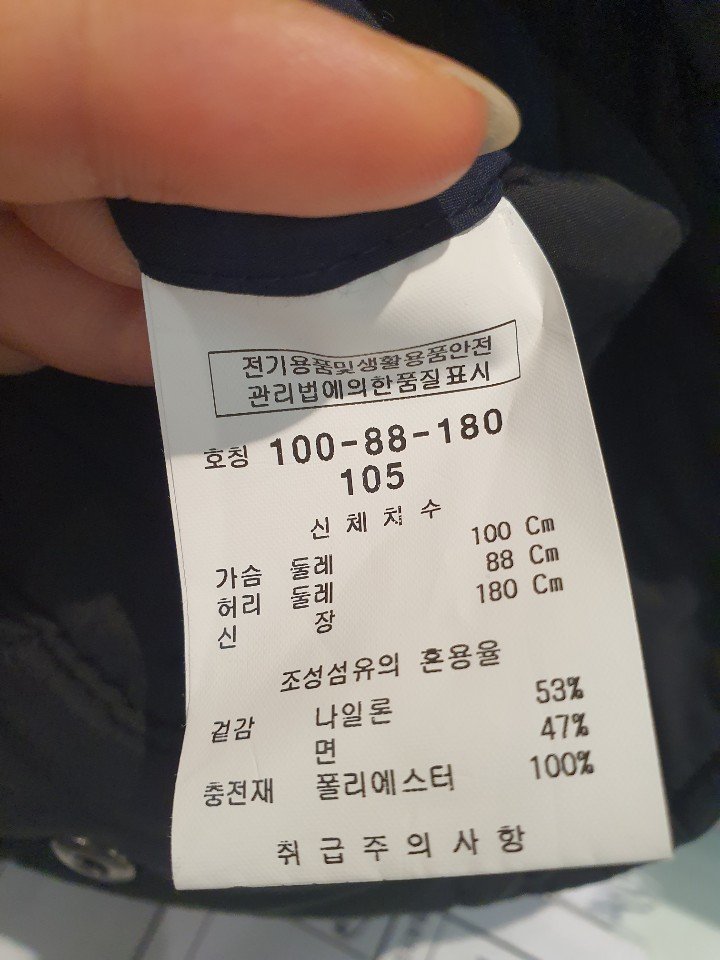 전기용품및생활용품안전
관리법에의한품질표시
호칭 100-88-180
105
신 체 치 수
가슴 둘레 100 Cm
허리 둘레 88 Cm
신 장 180 Cm
조성섬유의 혼용율
겉감 나일론 53%
면 47%
충전재 폴리에스터 100%
취 급 주 의 사 항